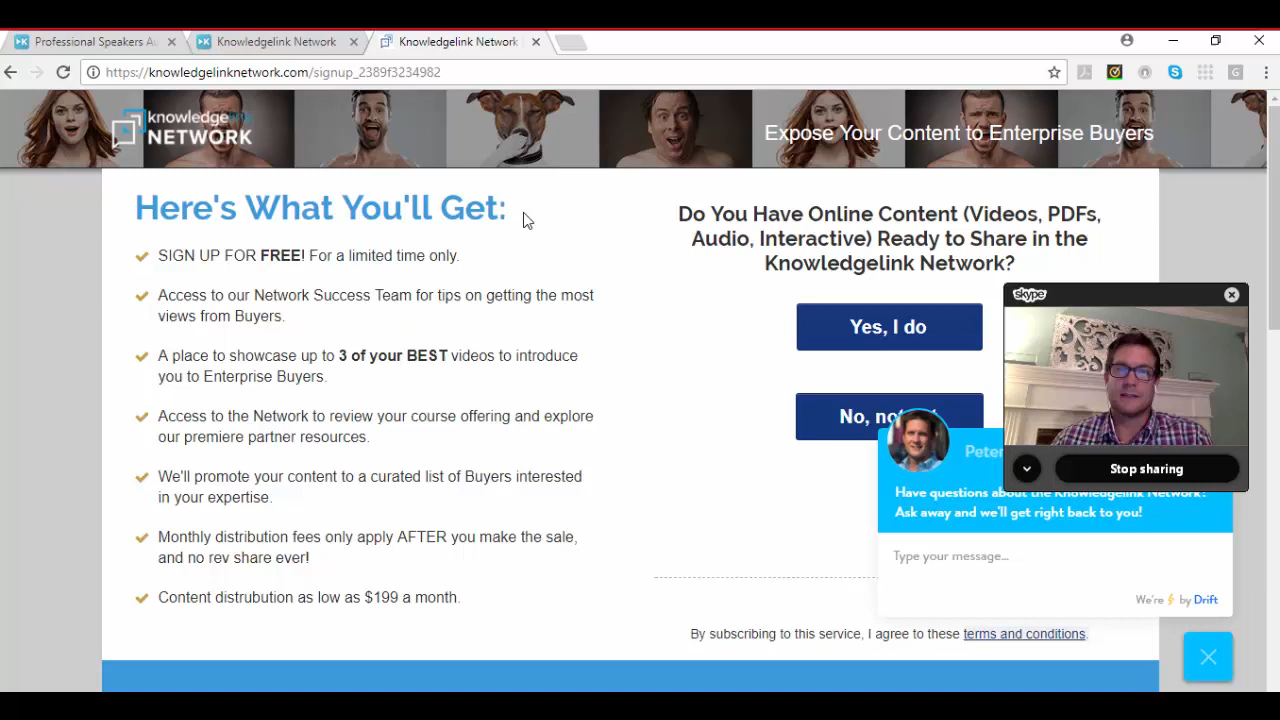 Professional Speakers Au
Knowledgelink Network
Knowledgelink Network
https://knowledgelinknetwork.com/signup_2389f3234982
knowledgelink
NETWORK
Expose Your Content to Enterprise Buyers
Here's What You'll Get:
SIGN UP FOR FREE! For a limited time only.
Access to our Network Success Team for tips on getting the most
views from Buyers.
A place to showcase up to 3 of your BEST videos to introduce
you to Enterprise Buyers.
Access to the Network to review your course offering and explore
our premiere partner resources.
We'll promote your content to a curated list of Buyers interested
in your expertise.
Monthly distribution fees only apply AFTER you make the sale,
and no rev share ever!
Content distrubution as low as $199 a month.
Do You Have Online Content (Videos, PDFs,
Audio, Interactive) Ready to Share in the
Knowledgelink Network?
Yes, I do
No, not
skype
Stop sharing
Peter
Have questions about the Knowledgelink Network?
Ask away and we'll get right back to you!
Type your message...
We're by Drift
By subscribing to this service, I agree to these terms and conditions.